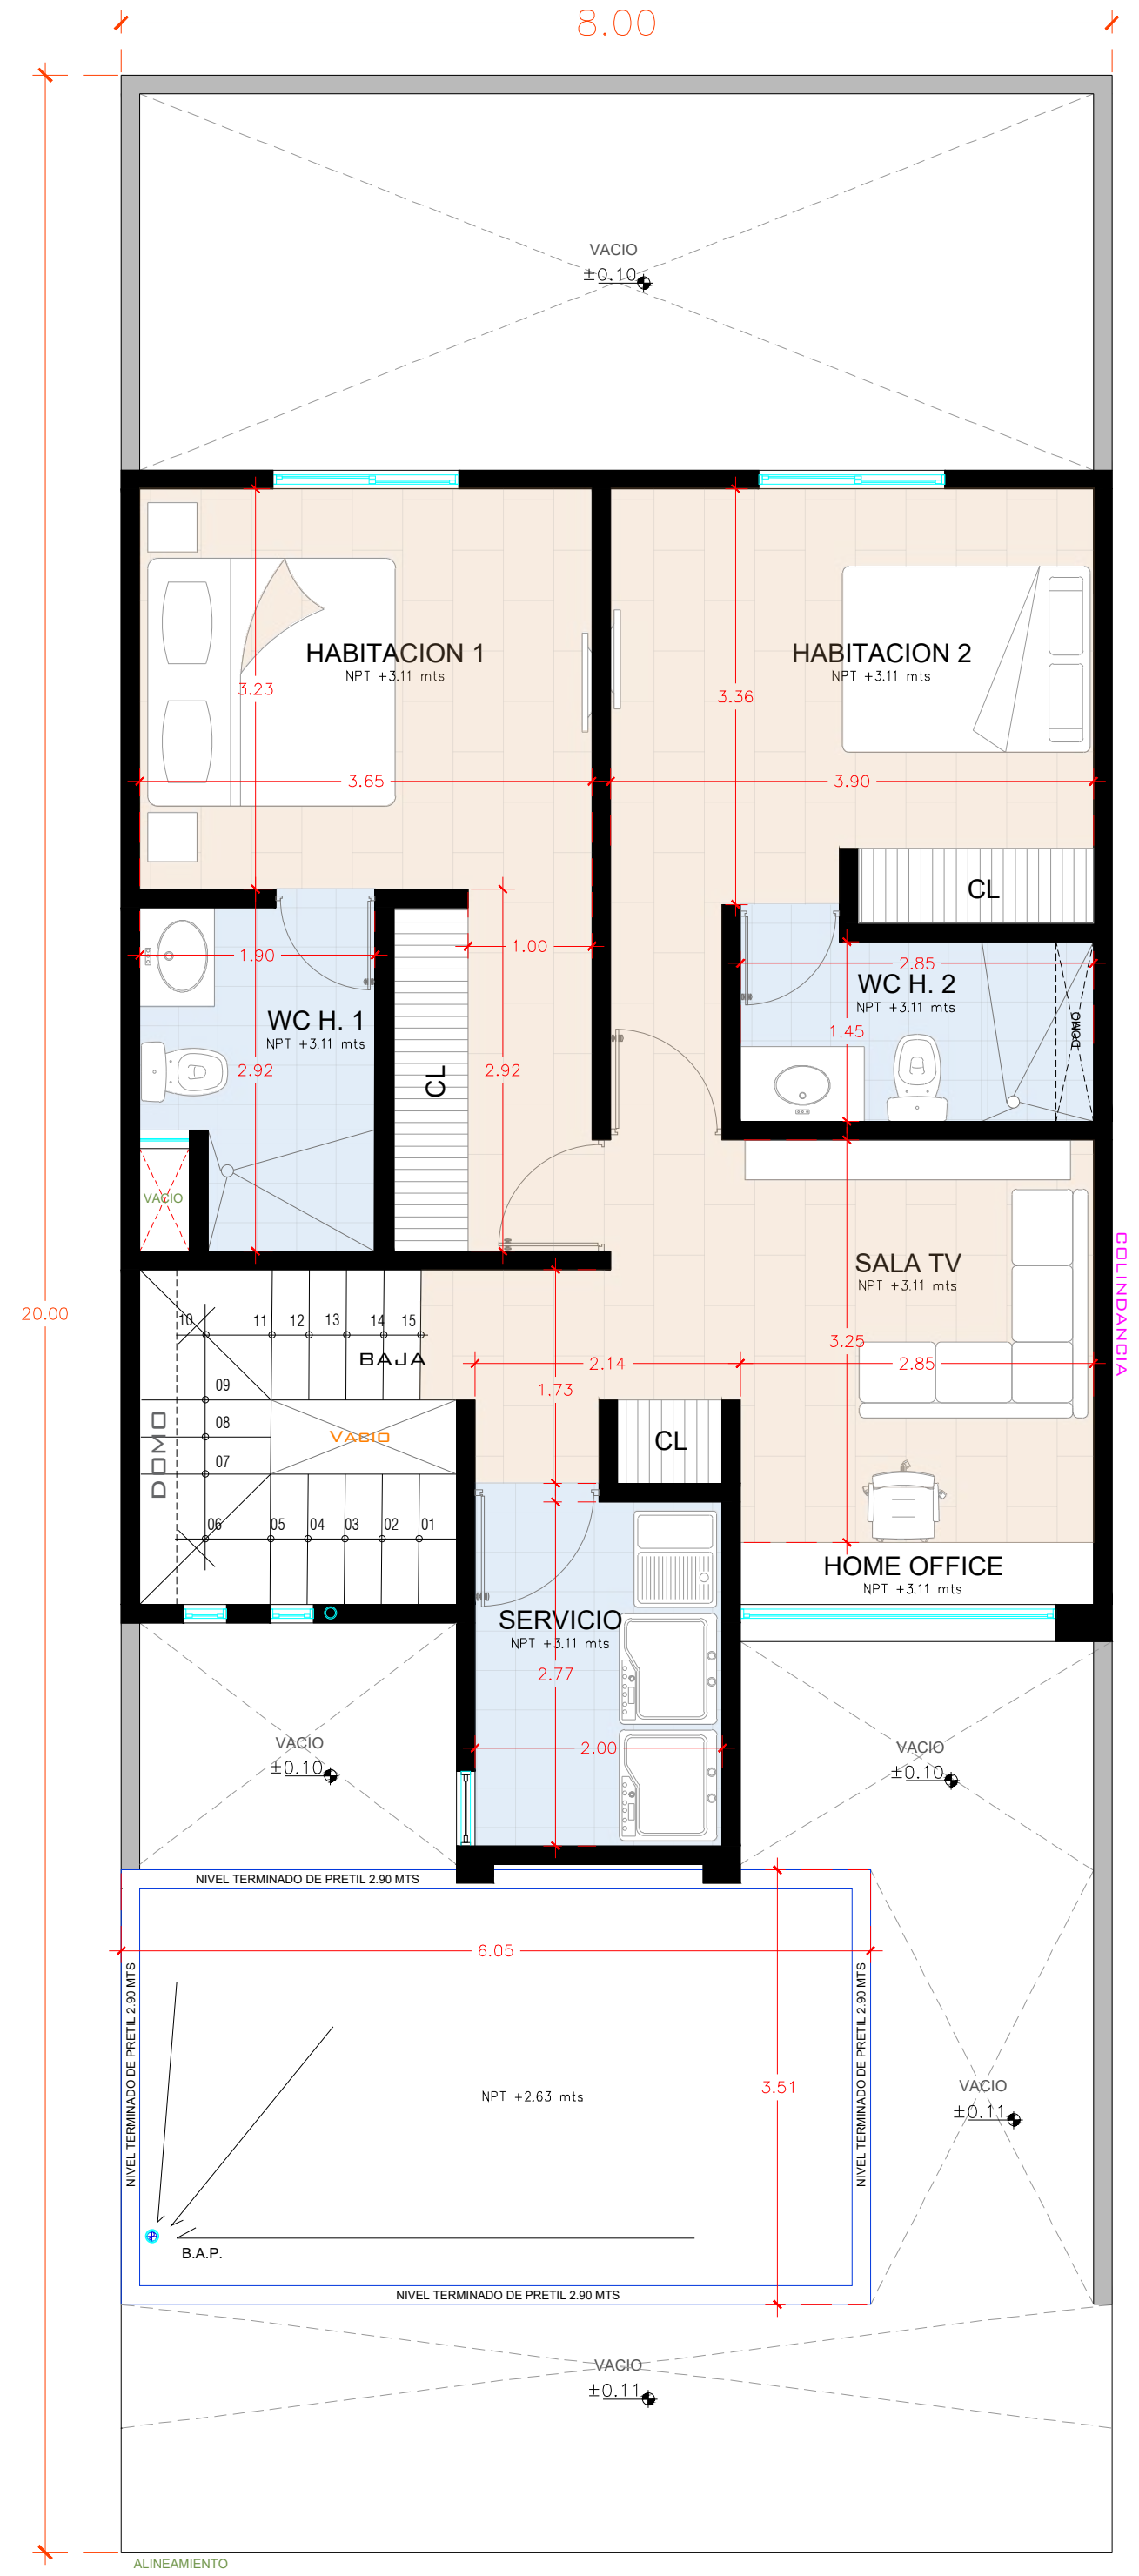 8.00
VACIO
±0.10
HABITACION 1
NPT +3.11 mts
HABITACION 2
NPT +3.11 mts
3.23
3.36
3.65
3.90
CL
1.90
1.00
2.85
WC H. 2
NPT +3.11 mts
WC H. 1
NPT +3.11 mts
1.45
DOMO
2.92
2.92
CL
VACIO
COLINDANCIA
SALA TV
NPT +3.11 mts
20.00
10
11
12
13
14
15
BAJA
3.25
2.14
2.85
1.73
09
08
07
DOMO
VACIO
CL
06
05
04
03
02
01
HOME OFFICE
NPT +3.11 mts
SERVICIO
NPT +3.11 mts
2.77
2.00
VACIO
±0.10
VACIO
±0.10
NIVEL TERMINADO DE PRETIL 2.90 MTS
6.05
NIVEL TERMINADO DE PRETIL 2.90 MTS
NIVEL TERMINADO DE PRETIL 2.90 MTS
3.51
NPT +2.63 mts
VACIO
±0.11
B.A.P.
NIVEL TERMINADO DE PRETIL 2.90 MTS
VACIO
±0.11
ALINEAMIENTO